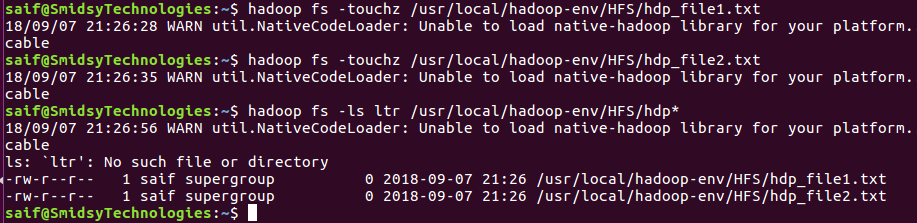 saif@SmidsyTechnologies:~$ hadoop fs -touchz /usr/local/hadoop-env/HFS/hdp_file1.txt
18/09/07 21:26:28 WARN util.NativeCodeLoader: Unable to load native-hadoop library for your platform.
cable
saif@SmidsyTechnologies:~$ hadoop fs -touchz /usr/local/hadoop-env/HFS/hdp_file2.txt
18/09/07 21:26:35 WARN util.NativeCodeLoader: Unable to load native-hadoop library for your platform.
cable
saif@SmidsyTechnologies:~$ hadoop fs -ls ltr /usr/local/hadoop-env/HFS/hdp*
18/09/07 21:26:56 WARN util.NativeCodeLoader: Unable to load native-hadoop library for your platform.
cable
ls: `ltr': No such file or directory
-rw-r--r-- 1 saif supergroup 0 2018-09-07 21:26 /usr/local/hadoop-env/HFS/hdp_file1.txt
-rw-r--r-- 1 saif supergroup 0 2018-09-07 21:26 /usr/local/hadoop-env/HFS/hdp_file2.txt
saif@SmidsyTechnologies:~$